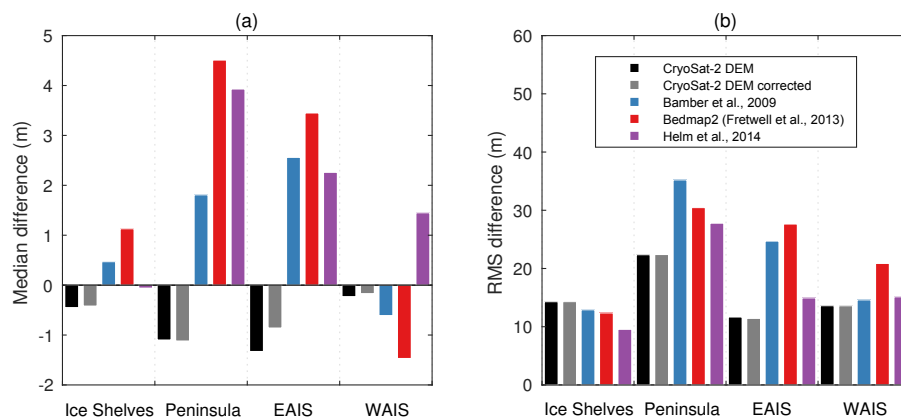 (a)
Median difference (m)
5
4
3
2
1
0
-1
-2
Ice Shelves Peninsula EAIS WAIS
(b)
RMS difference (m)
60
50
40
30
20
10
0
CryoSat-2 DEM
CryoSat-2 DEM corrected
Bamber et al., 2009
Bedmap2 (Fretwell et al., 2013)
Helm et al., 2014
Ice Shelves Peninsula EAIS WAIS